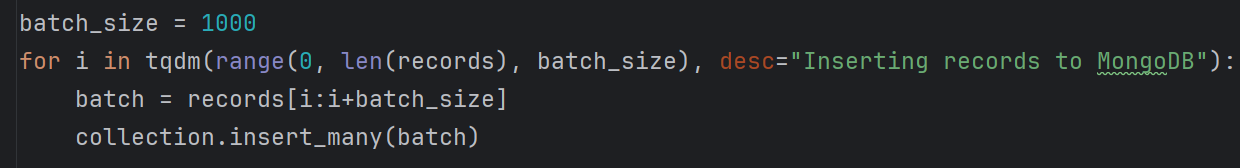 batch_size = 1000
for i in tqdm(range(0, len(records), batch_size), desc="Inserting records to MongoDB"):
    batch = records[i:i+batch_size]
    collection.insert_many(batch)